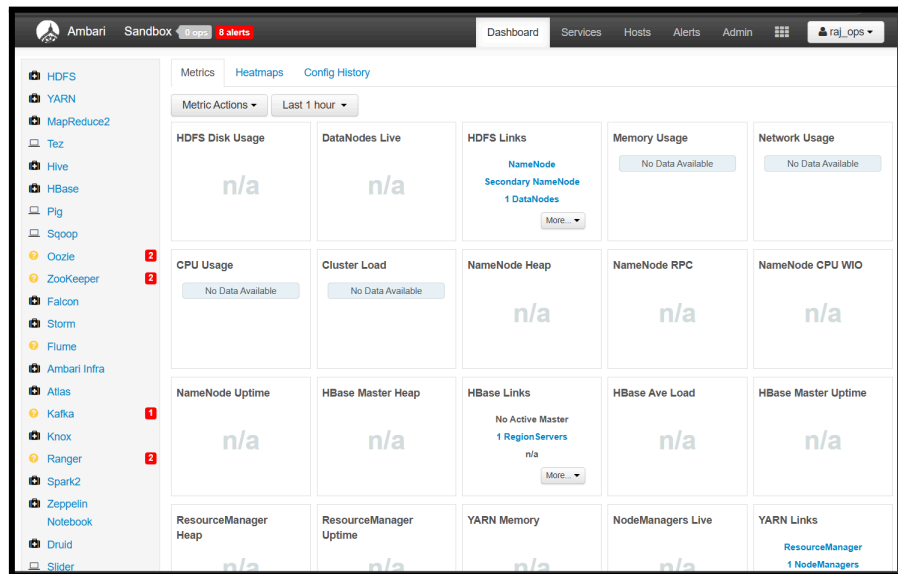 Ambari Sandbox 0 ops 8 alerts Dashboard Services Hosts Alerts Admin raj_ops
HDFS
YARN
MapReduce2
Tez
Hive
HBase
Pig
Sqoop
Oozie 2
ZooKeeper 2
Falcon
Storm
Flume
Ambari Infra
Atlas
Kafka 1
Knox
Ranger 2
Spark2
Zeppelin
Notebook
Druid
Slider
Metrics Heatmaps Config History
Metric Actions Last 1 hour
HDFS Disk Usage
n/a
DataNodes Live
n/a
HDFS Links
NameNode
Secondary NameNode
1 DataNodes
More...
Memory Usage
No Data Available
Network Usage
No Data Available
CPU Usage
No Data Available
Cluster Load
No Data Available
NameNode Heap
n/a
NameNode RPC
n/a
NameNode CPU WIO
n/a
NameNode Uptime
n/a
HBase Master Heap
n/a
HBase Links
No Active Master
1 RegionServers
n/a
More...
HBase Ave Load
n/a
HBase Master Uptime
n/a
ResourceManager
Heap
n/a
ResourceManager
Uptime
n/a
YARN Memory
n/a
NodeManagers Live
n/a
YARN Links
ResourceManager
1 NodeManagers